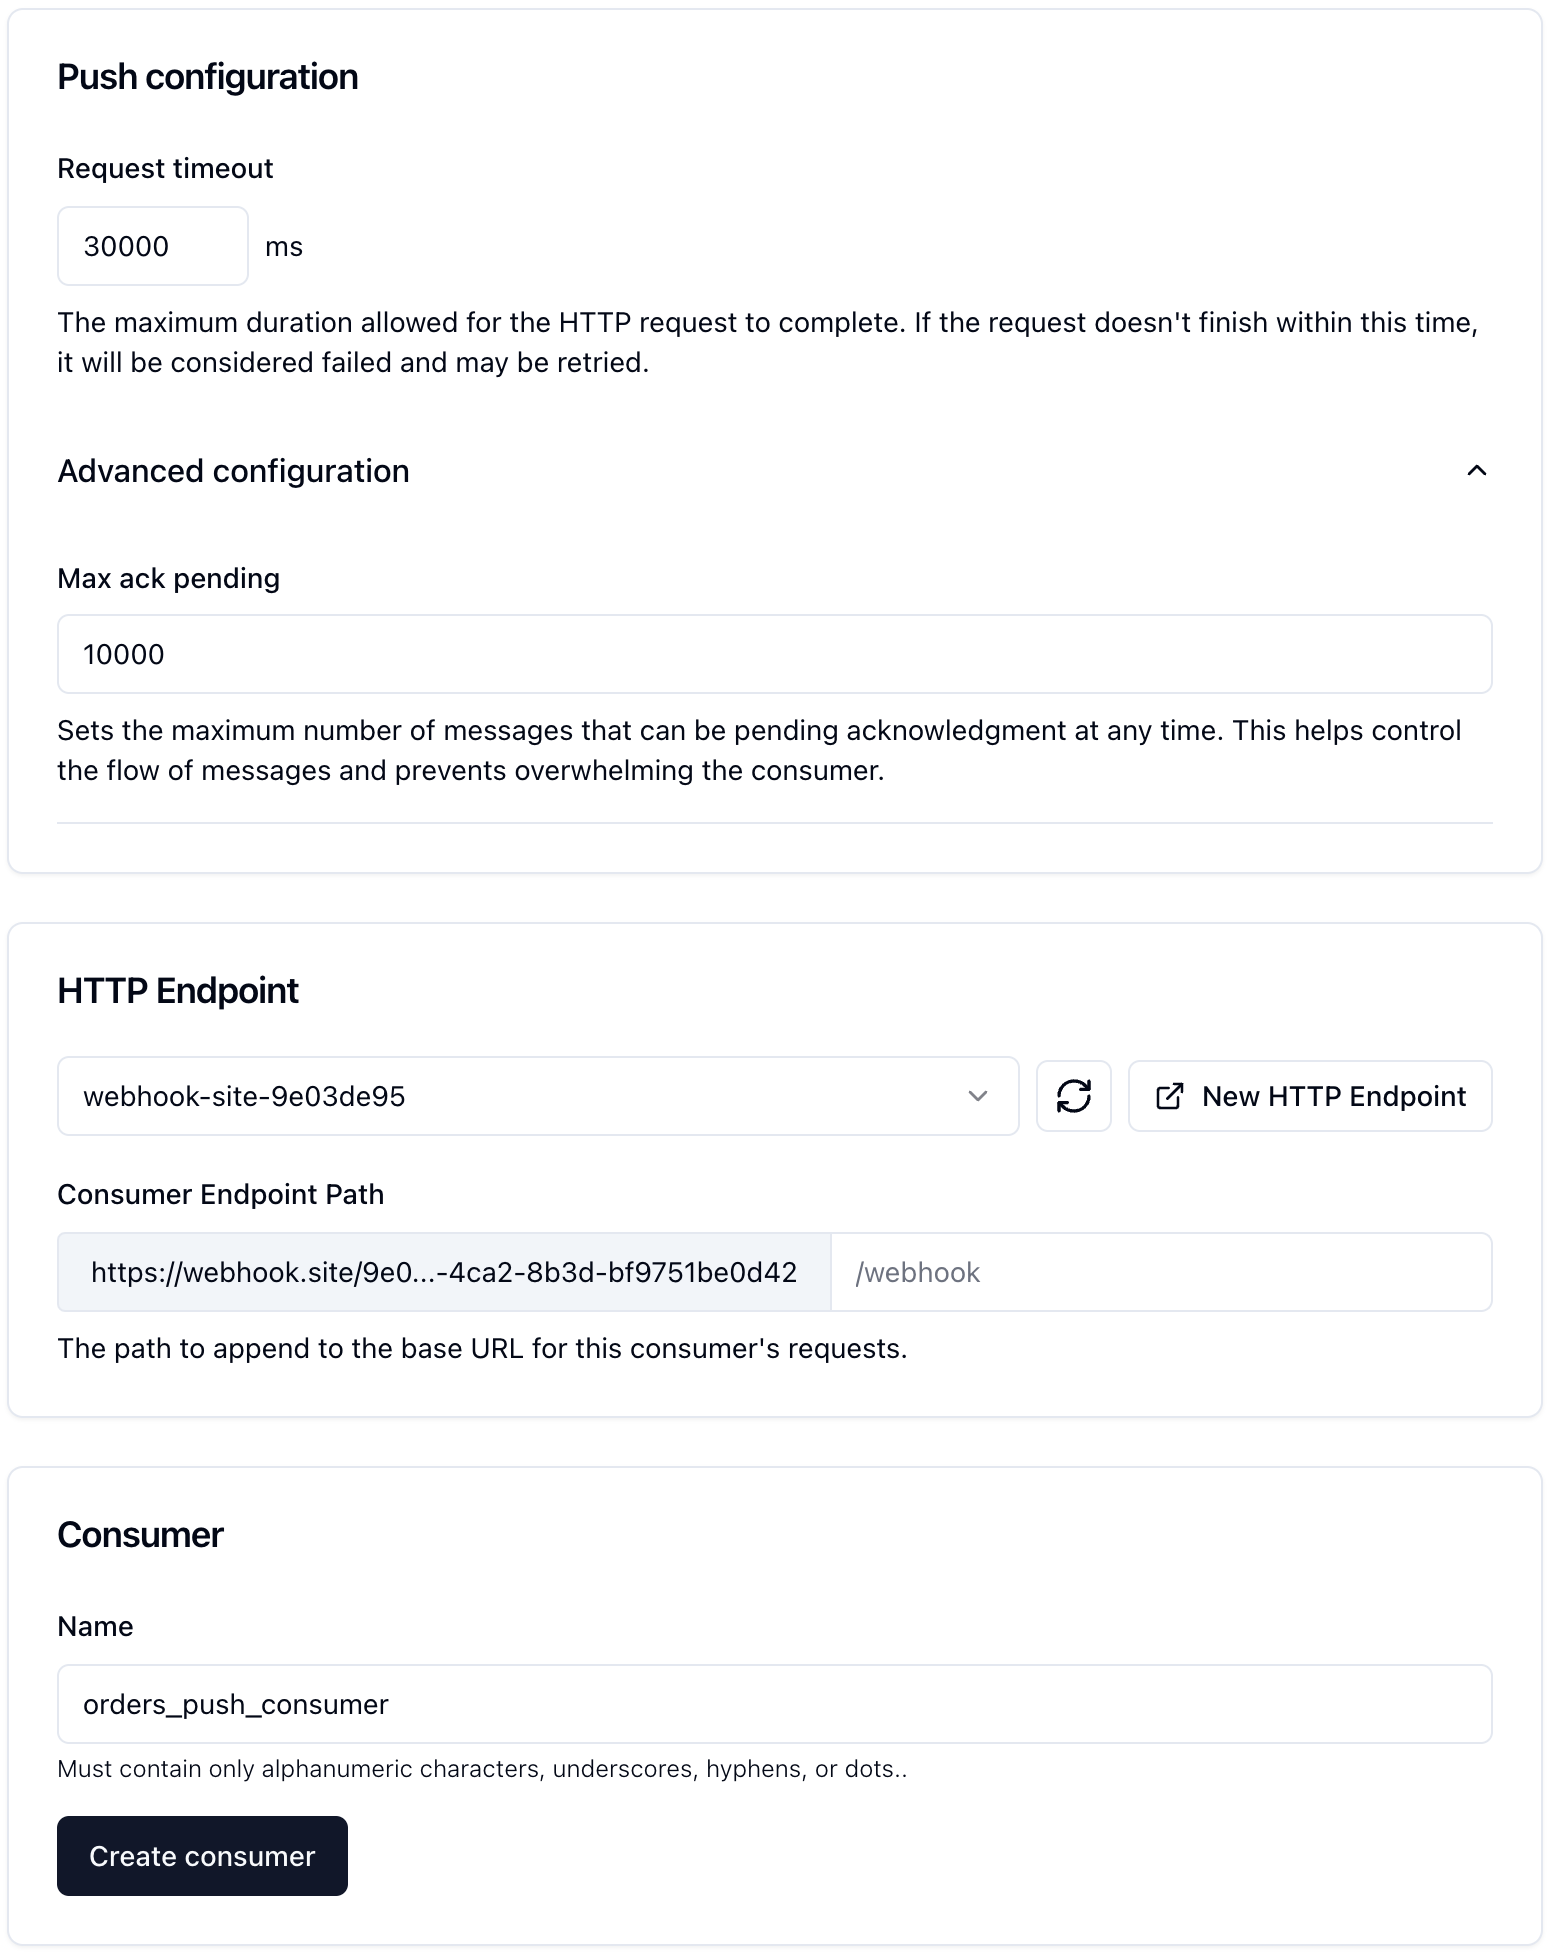 Push configuration
Request timeout
30000 ms
The maximum duration allowed for the HTTP request to complete. If the request doesn't finish within this time,
it will be considered failed and may be retried.
Advanced configuration
Max ack pending
10000
Sets the maximum number of messages that can be pending acknowledgment at any time. This helps control
the flow of messages and prevents overwhelming the consumer.
HTTP Endpoint
webhook-site-9e03de95 New HTTP Endpoint
Consumer Endpoint Path
https://webhook.site/9e0...-4ca2-8b3d-bf9751be0d42 /webhook
The path to append to the base URL for this consumer's requests.
Consumer
Name
orders_push_consumer
Must contain only alphanumeric characters, underscores, hyphens, or dots..
Create consumer